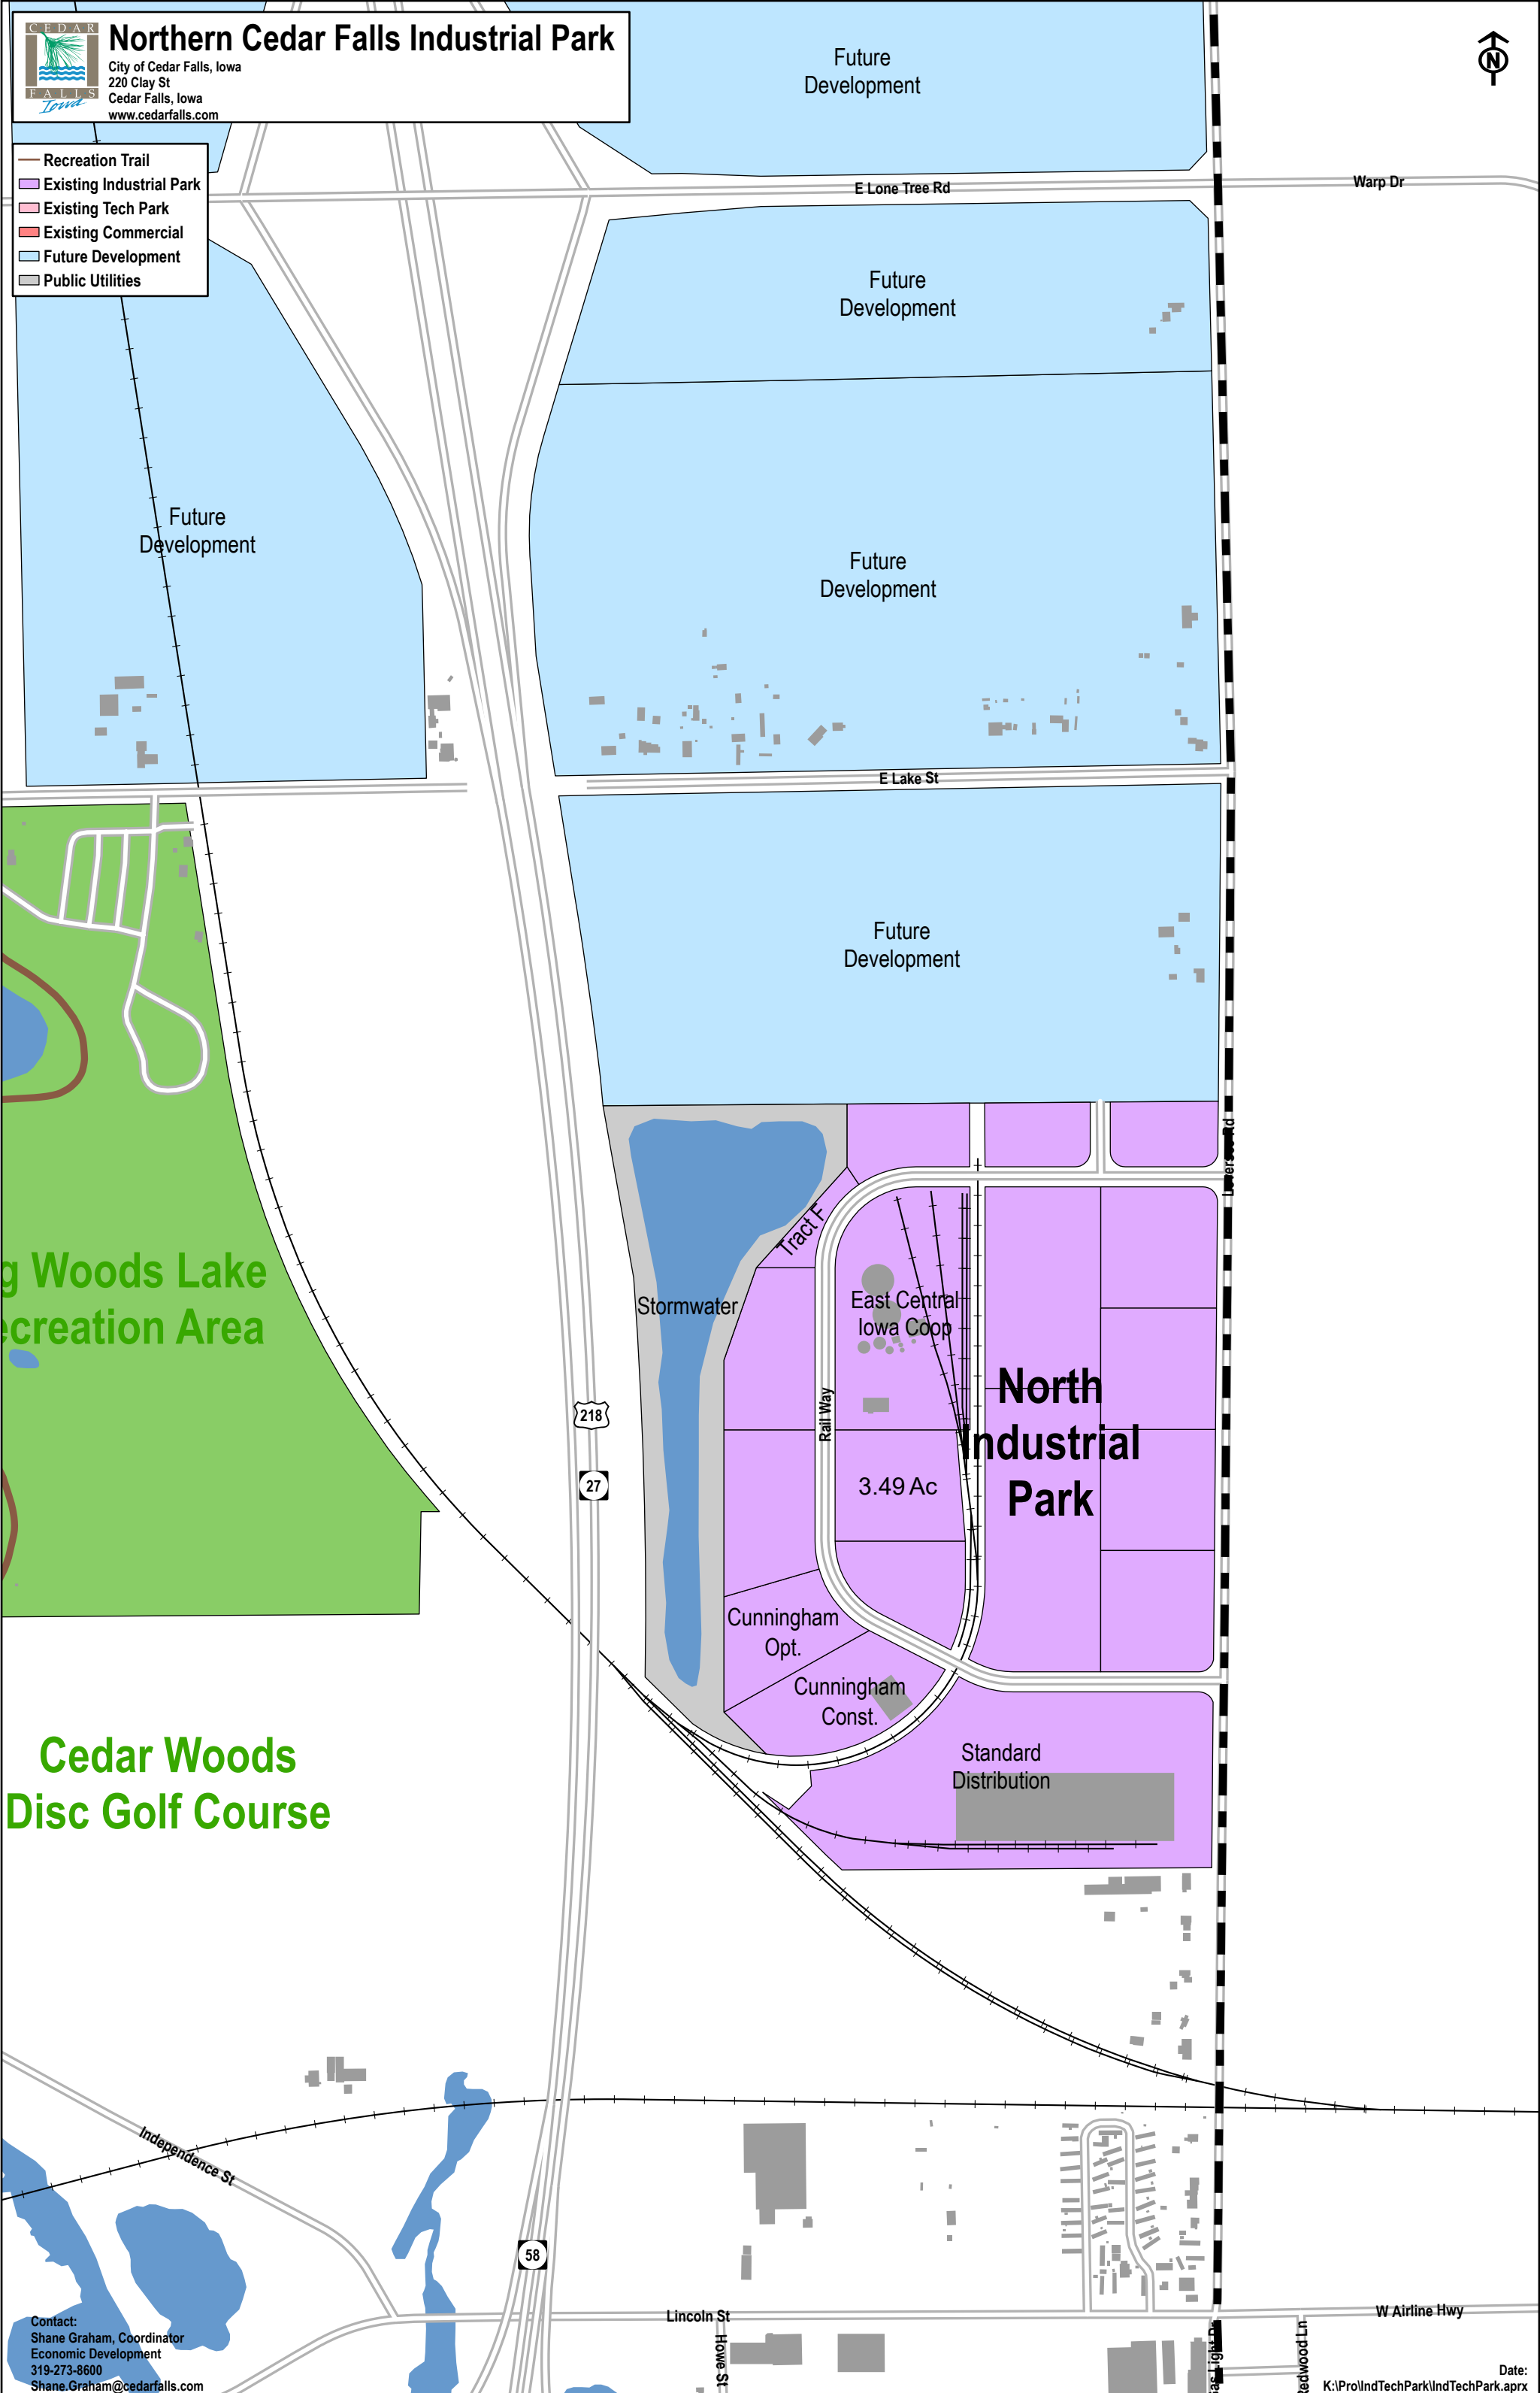 CEDAR
FALLS
Iowa
Northern Cedar Falls Industrial Park
City of Cedar Falls, Iowa
220 Clay St
Cedar Falls, Iowa
www.cedarfalls.com
N
Recreation Trail
Existing Industrial Park
Existing Tech Park
Existing Commercial
Future Development
Public Utilities
Future
Development
E Lone Tree Rd
Warp Dr
Future
Development
Future
Development
Future
Development
E Lake St
Future
Development
g Woods Lake
ecreation Area
Stormwater
Tract F
East Central
Iowa Coop
Rail Way
218
27
3.49 Ac
North
Industrial
Park
Cunningham
Opt.
Cunningham
Const.
Standard
Distribution
Cedar Woods
Disc Golf Course
Independence St
58
Lincoln St
W Airline Hwy
Howe St
as Light Dr
edwood Ln
Contact:
Shane Graham, Coordinator
Economic Development
319-273-8600
Shane.Graham@cedarfalls.com
Date:
K:\Pro\IndTechPark\IndTechPark.aprx